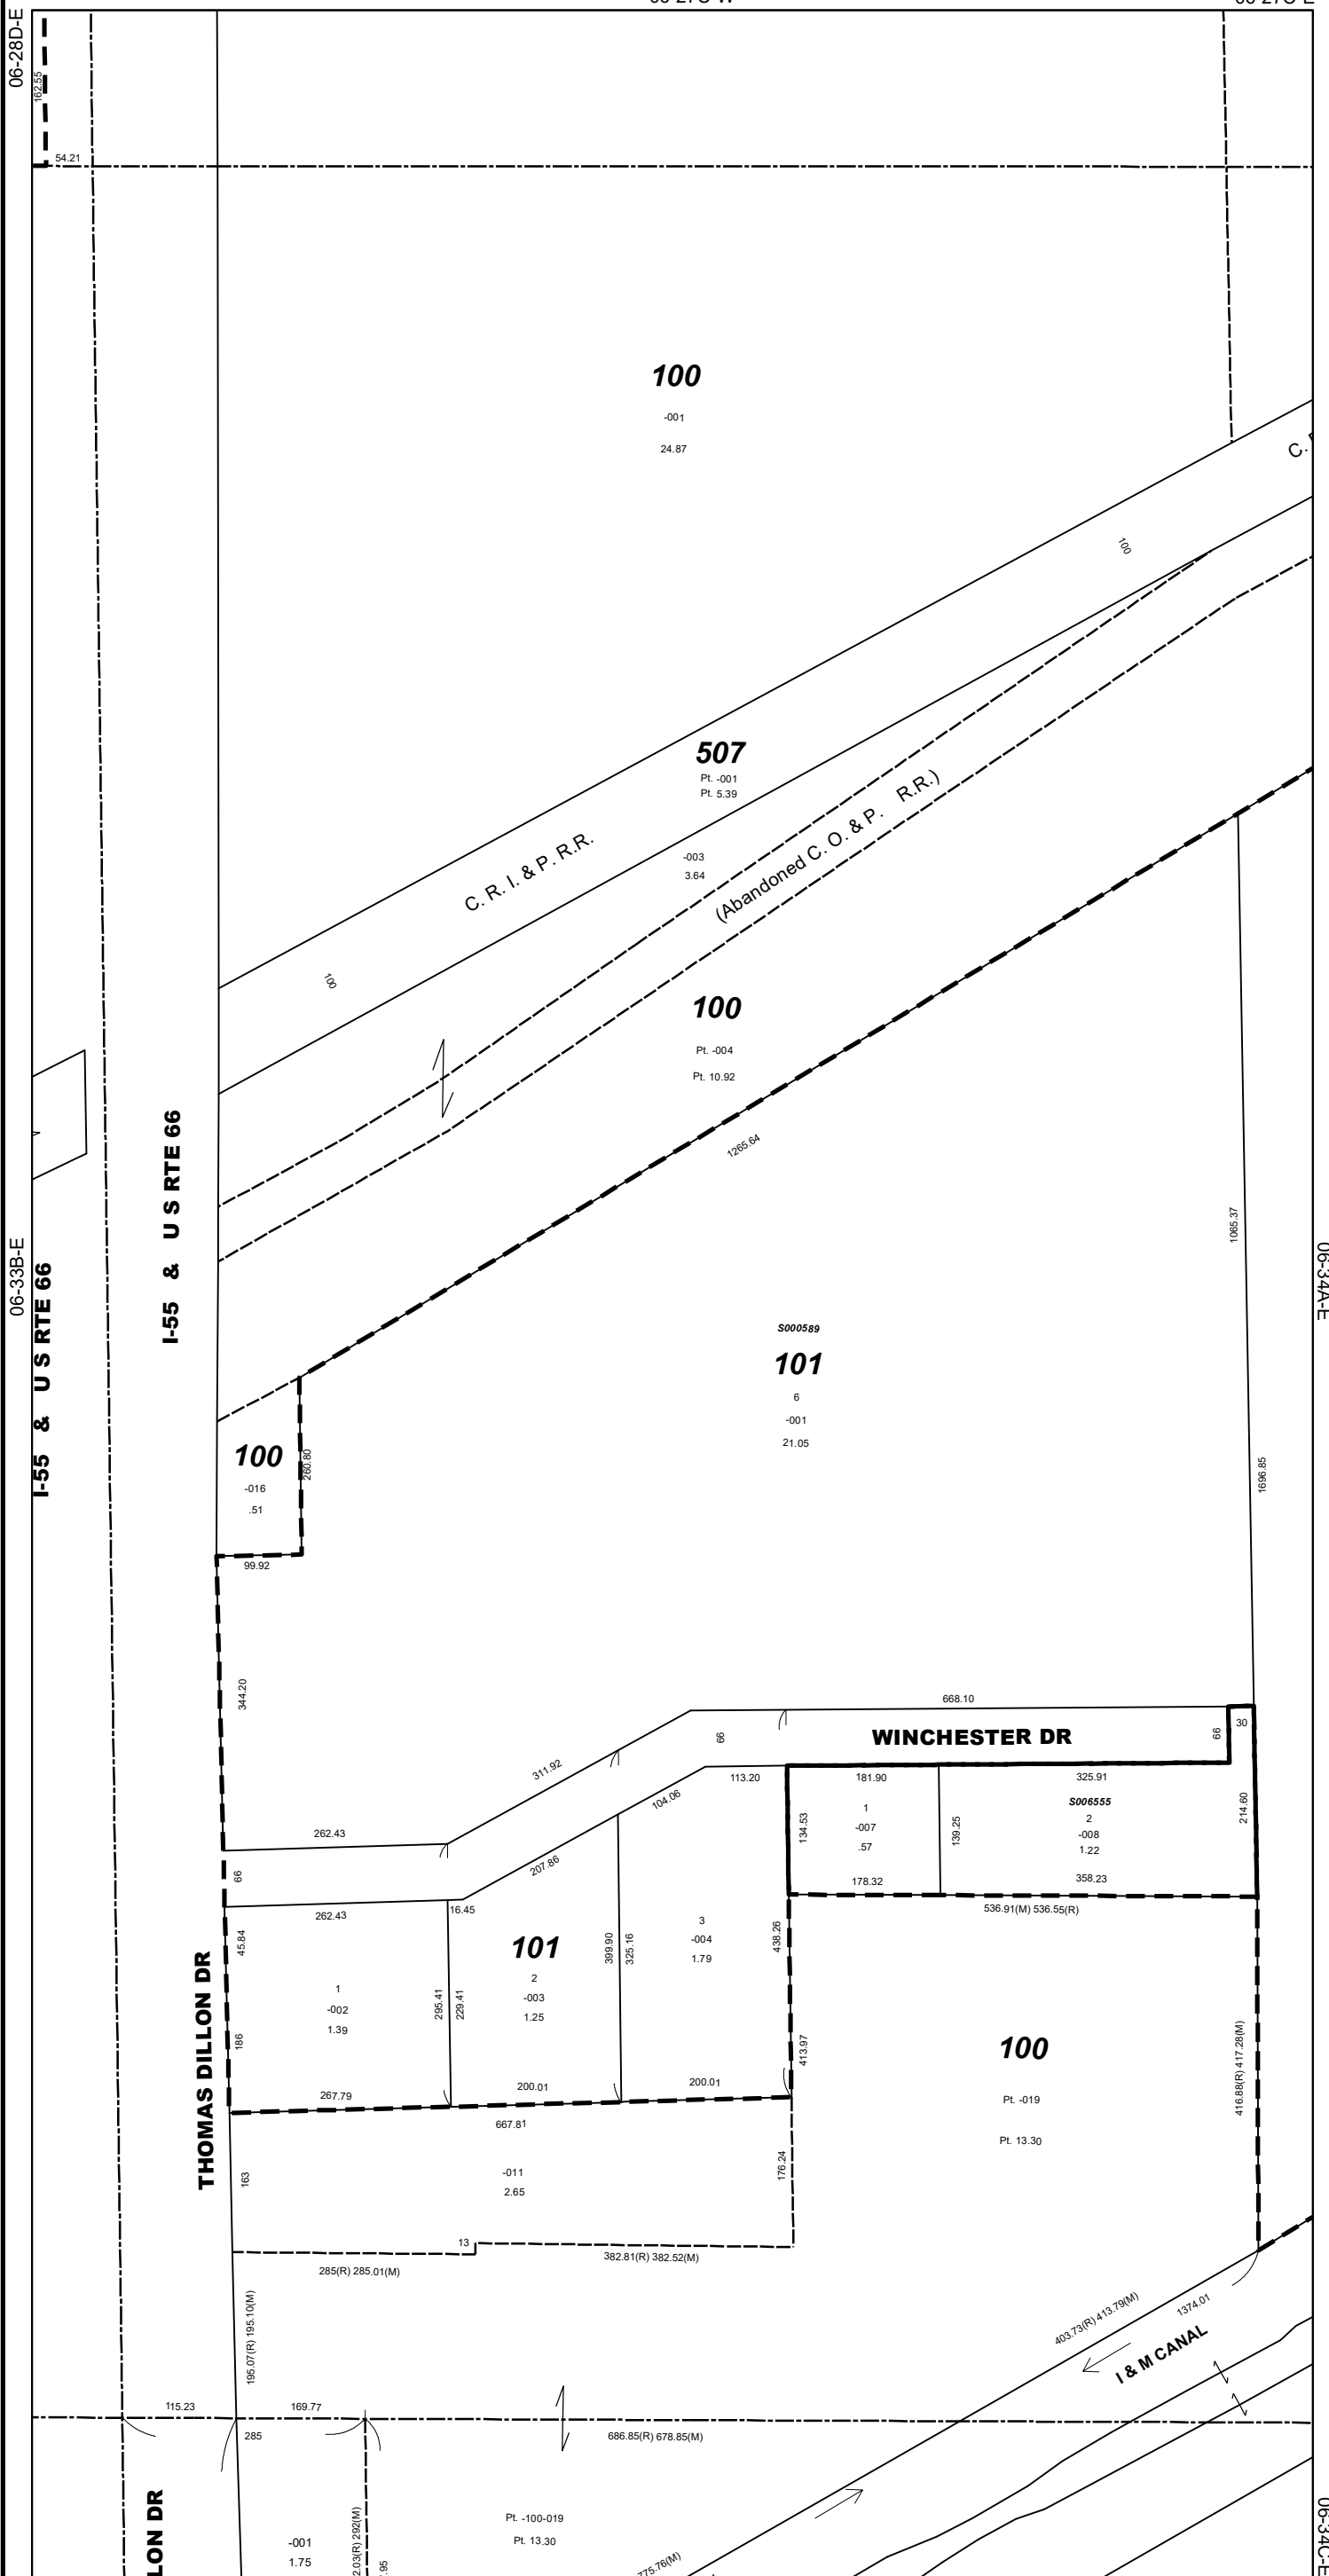 06-28D-E
162.55
54.21
100
-001
24.87
100
507
Pt. -001
Pt. 5.39
C. R. I. & P. R.R.
-003
3.64
(Abandoned C. O. & P. R.R.)
100
100
Pt. -004
Pt. 10.92
1265.64
I-55 & U S RTE 66
06-33B-E
I-55 & U S RTE 66
06-34A-E
1065.37
S000589
101
6
-001
21.05
1696.85
100
-016
.51
260.80
99.92
344.20
668.10
WINCHESTER DR
66
66
30
311.92
113.20
181.90
325.91
104.06
S006555
1
-007
.57
134.53
139.25
2
-008
1.22
214.60
262.43
66
207.86
178.32
358.23
262.43
16.45
536.91(M) 536.55(R)
45.84
101
2
-003
1.25
3
-004
1.79
399.90
325.16
438.26
1
-002
1.39
295.41
229.41
186
THOMAS DILLON DR
413.97
100
Pt. -019
Pt. 13.30
416.88(R) 417.28(M)
267.79
200.01
200.01
667.81
163
-011
2.65
176.24
13
285(R) 285.01(M)
382.81(R) 382.52(M)
195.07(R) 195.10(M)
403.73(R) 413.79(M)
1374.01
I & M CANAL
115.23
169.77
285
686.85(R) 678.85(M)
Pt. -100-019
Pt. 13.30
-001
1.75
LON DR
2.03(R) 292(M)
.95
775.76(M)
06-34C-E